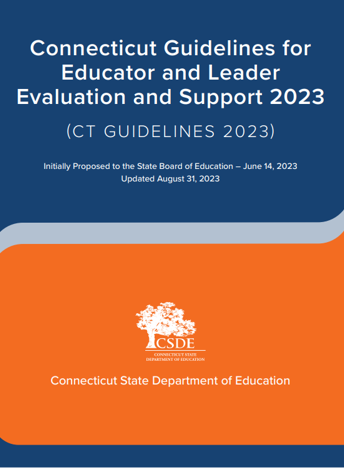 Connecticut Guidelines for
Educator and Leader
Evaluation and Support 2023
(CT GUIDELINES 2023)
Initially Proposed to the State Board of Education – June 14, 2023
Updated August 31, 2023
CSDE
CONNECTICUT STATE
DEPARTMENT OF EDUCATION
Connecticut State Department of Education